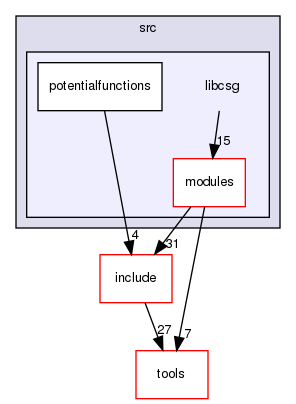 src
potentialfunctions
libcsg
15
modules
4
31
include
27
7
tools